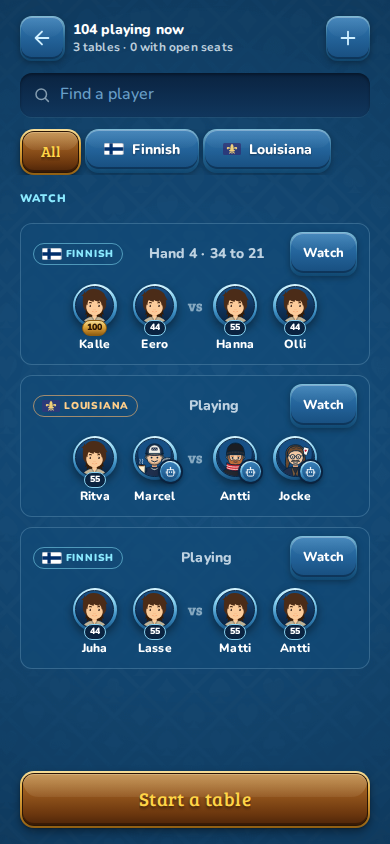 104 playing now
3 tables · 0 with open seats
Find a player
All
Finnish
Louisiana
WATCH
FINNISH
Hand 4 · 34 to 21
Watch
100
44
VS
55
44
Kalle
Eero
Hanna
Olli
LOUISIANA
Playing
Watch
VS
55
Ritva
Marcel
Antti
Jocke
FINNISH
Playing
Watch
VS
44
55
55
55
Juha
Lasse
Matti
Antti
Start a table